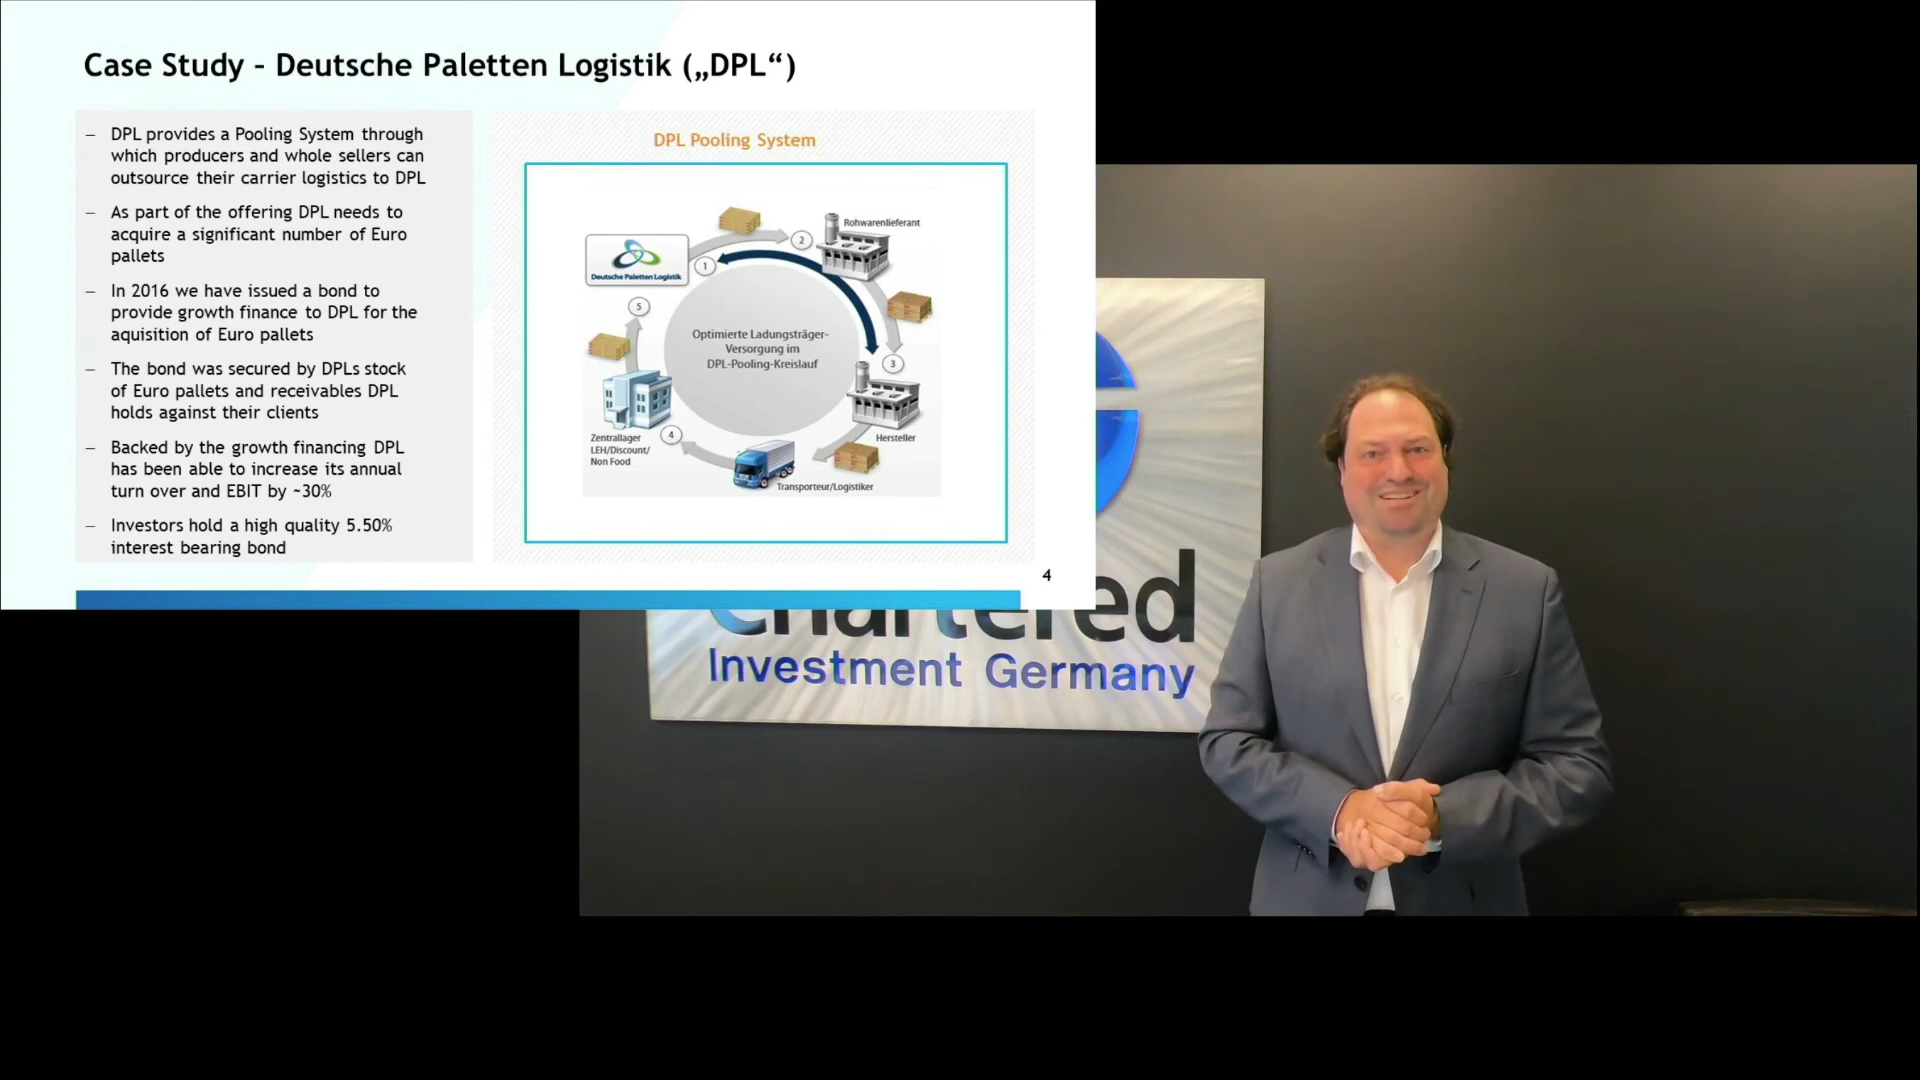 Case Study – Deutsche Paletten Logistik („DPL“)
– DPL provides a Pooling System through
which producers and whole sellers can
outsource their carrier logistics to DPL
– As part of the offering DPL needs to
acquire a significant number of Euro
pallets
– In 2016 we have issued a bond to
provide growth finance to DPL for the
aquisition of Euro pallets
– The bond was secured by DPLs stock
of Euro pallets and receivables DPL
holds against their clients
– Backed by the growth financing DPL
has been able to increase its annual
turn over and EBIT by ~30%
– Investors hold a high quality 5.50%
interest bearing bond
DPL Pooling System
Deutsche Paletten Logistik
1
2
Rohwarenlieferant
3
Hersteller
Transporteur/Logistiker
4
Zentrallager
LEH/Discount/
Non Food
5
Optimierte Ladungsträger-
Versorgung im
DPL-Pooling-Kreislauf
4
chartered
Investment Germany